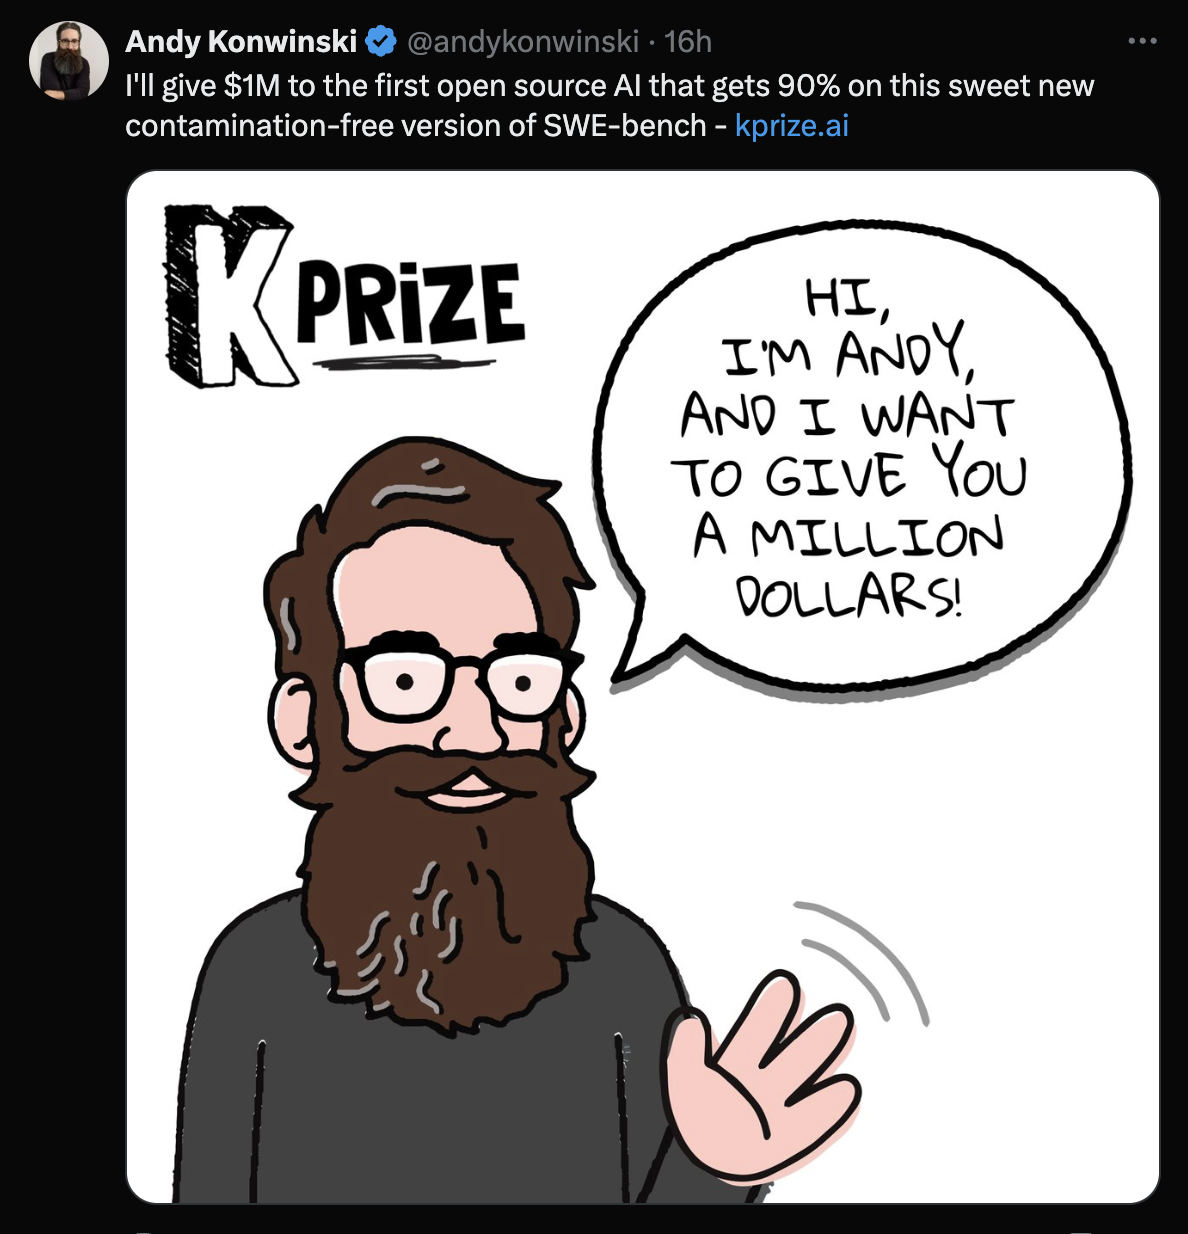 Andy Konwinski @andykonwinski · 16h
I'll give $1M to the first open source AI that gets 90% on this sweet new
contamination-free version of SWE-bench - kprize.ai
K PRiZE
HI,
I'M ANDY,
AND I WANT
TO GIVE YOU
A MILLION
DOLLARS!